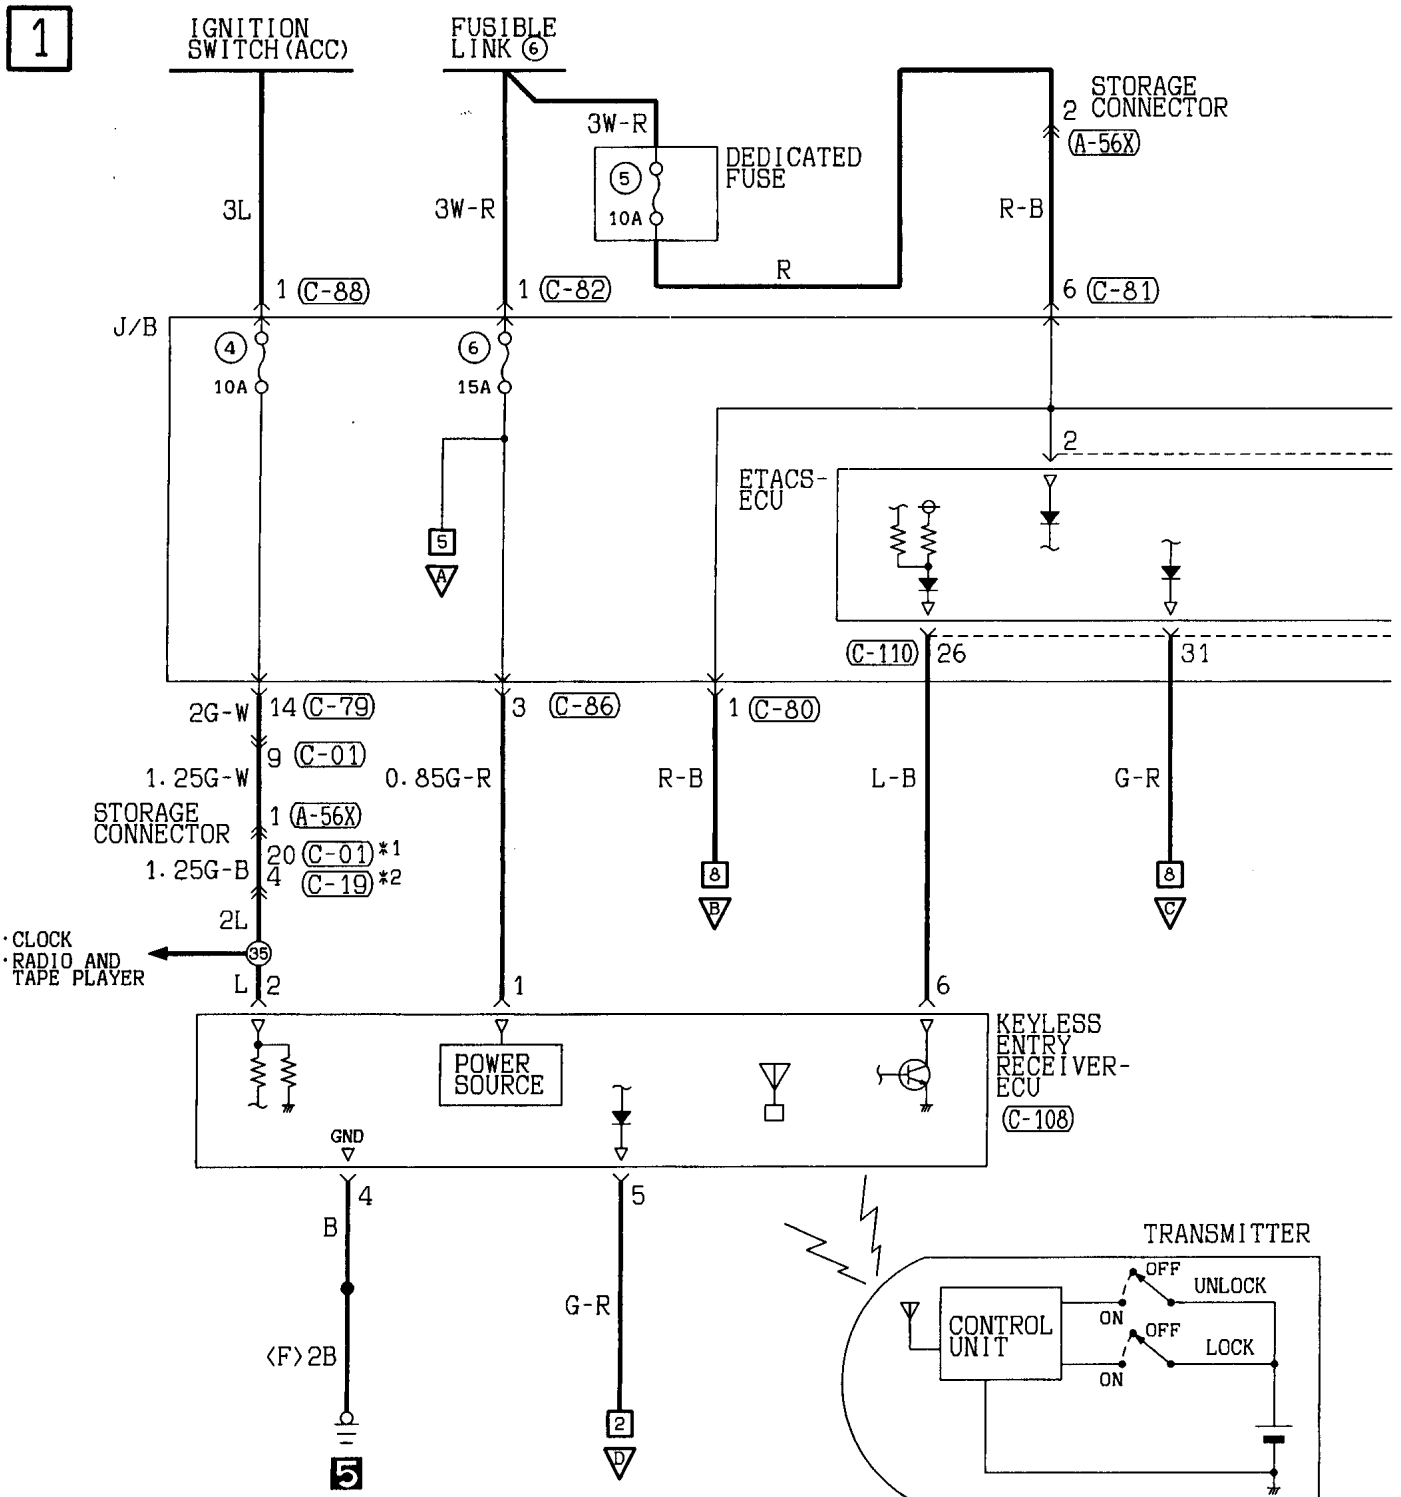 1
IGNITION
SWITCH(ACC)
FUSIBLE
LINK 6
STORAGE
CONNECTOR
2
(A-56X)
3W-R
DEDICATED
FUSE
5
10A
3L
3W-R
R-B
R
1 (C-88)
1 (C-82)
6 (C-81)
J/B
4
10A
6
15A
2
ETACS-
ECU
5
A
(C-110) 26
31
2G-W
14 (C-79)
3 (C-86)
1 (C-80)
9 (C-01)
1.25G-W
0.85G-R
R-B
L-B
G-R
STORAGE
CONNECTOR
1 (A-56X)
20 (C-01)*1
1.25G-B
4 (C-19)*2
8
B
8
C
2L
·CLOCK
·RADIO AND
TAPE PLAYER
35
L 2
1
6
KEYLESS
ENTRY
RECEIVER-
ECU
(C-108)
POWER
SOURCE
GND
4
5
B
G-R
<F>2B
5
2
D
TRANSMITTER
OFF
UNLOCK
ON
CONTROL
UNIT
OFF
LOCK
ON